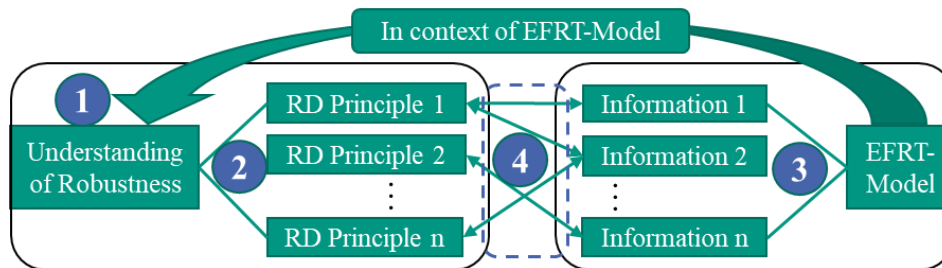 In context of EFRT-Model
1
RD Principle 1
Information 1
Understanding
of Robustness
2
RD Principle 2
4
Information 2
3
EFRT-
Model
⋮
⋮
RD Principle n
Information n